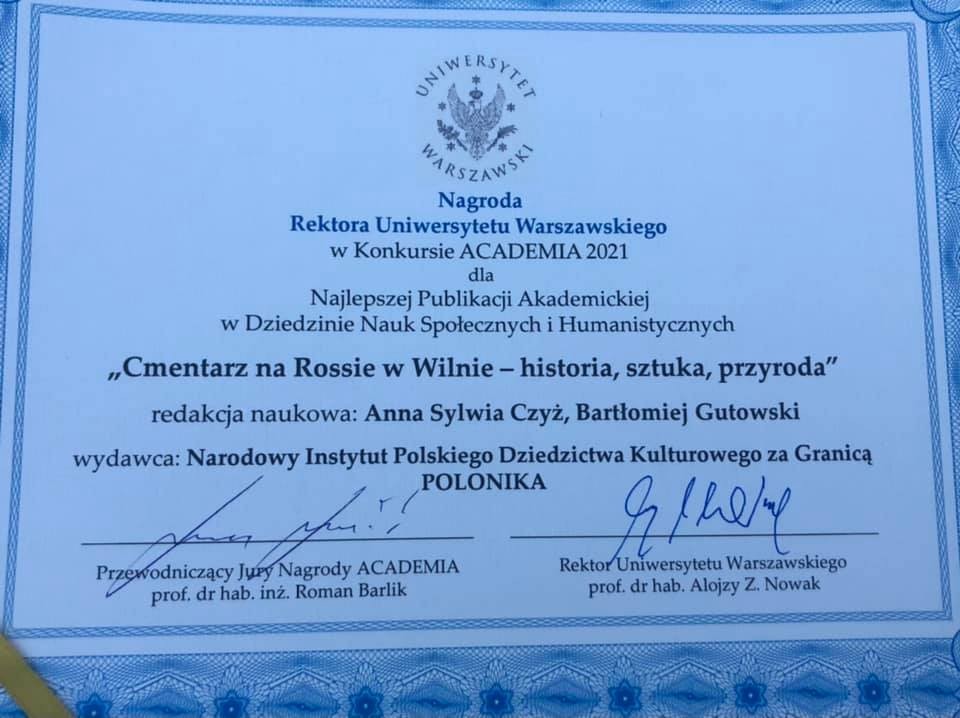 UNIWERSYTET
WARSZAWSKI
Nagroda
Rektora Uniwersytetu Warszawskiego
w Konkursie ACADEMIA 2021
dla
Najlepszej Publikacji Akademickiej
w Dziedzinie Nauk Społecznych i Humanistycznych
„Cmentarz na Rossie w Wilnie – historia, sztuka, przyroda”
redakcja naukowa: Anna Sylwia Czyż, Bartłomiej Gutowski
wydawca: Narodowy Instytut Polskiego Dziedzictwa Kulturowego za Granicą
POLONIKA
Przewodniczący Jury Nagrody ACADEMIA
prof. dr hab. inż. Roman Barlik
Rektor Uniwersytetu Warszawskiego
prof. dr hab. Alojzy Z. Nowak